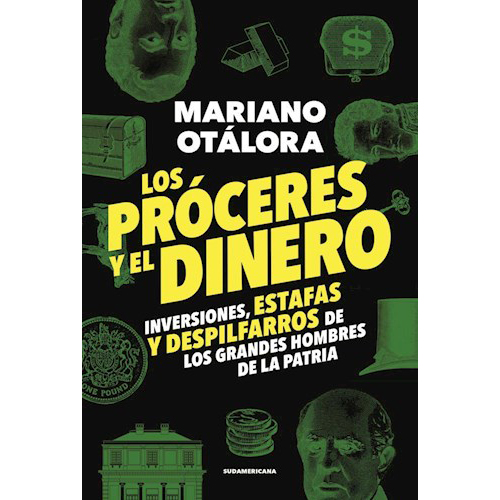 MARIANO
OTÁLORA
LOS
PRÓCERES
Y EL DINERO
INVERSIONES, ESTAFAS
Y DESPILFARROS DE
LOS GRANDES HOMBRES
DE LA PATRIA
ONE POUND
$
SUDAMERICANA